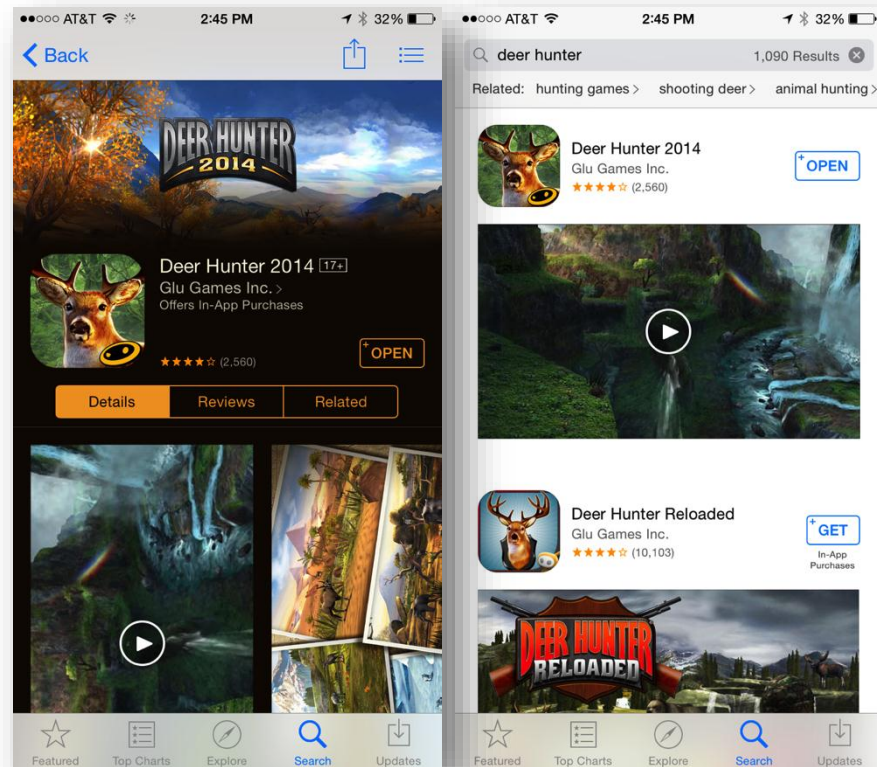 ●●○○○ AT&T 2:45 PM 32%
Back
DEER HUNTER
2014
Deer Hunter 2014 17+
Glu Games Inc. >
Offers In-App Purchases
★★★★☆ (2,560)
+OPEN
Details Reviews Related
Featured Top Charts Explore Search Updates
●●○○○ AT&T 2:45 PM 32%
deer hunter 1,090 Results
Related: hunting games > shooting deer > animal hunting >
Deer Hunter 2014
Glu Games Inc.
★★★★☆ (2,560)
+OPEN
Deer Hunter Reloaded
Glu Games Inc.
★★★★☆ (10,103)
+GET
In-App
Purchases
DEER HUNTER
RELOADED
Featured Top Charts Explore Search Updates